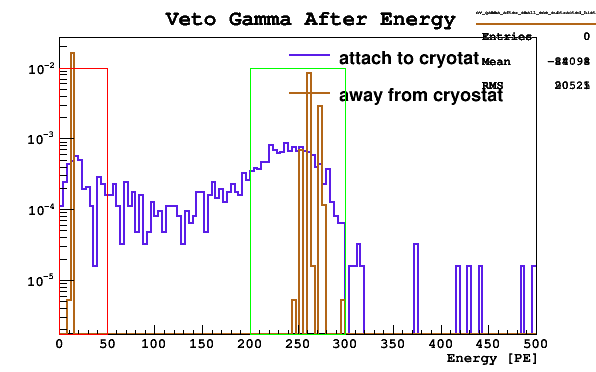 Veto Gamma After Energy
Entries 0
Mean
RMS
attach to cryotat
away from cryostat
10^-2
10^-3
10^-4
10^-5
0 50 100 150 200 250 300 350 400 450 500
Energy [PE]